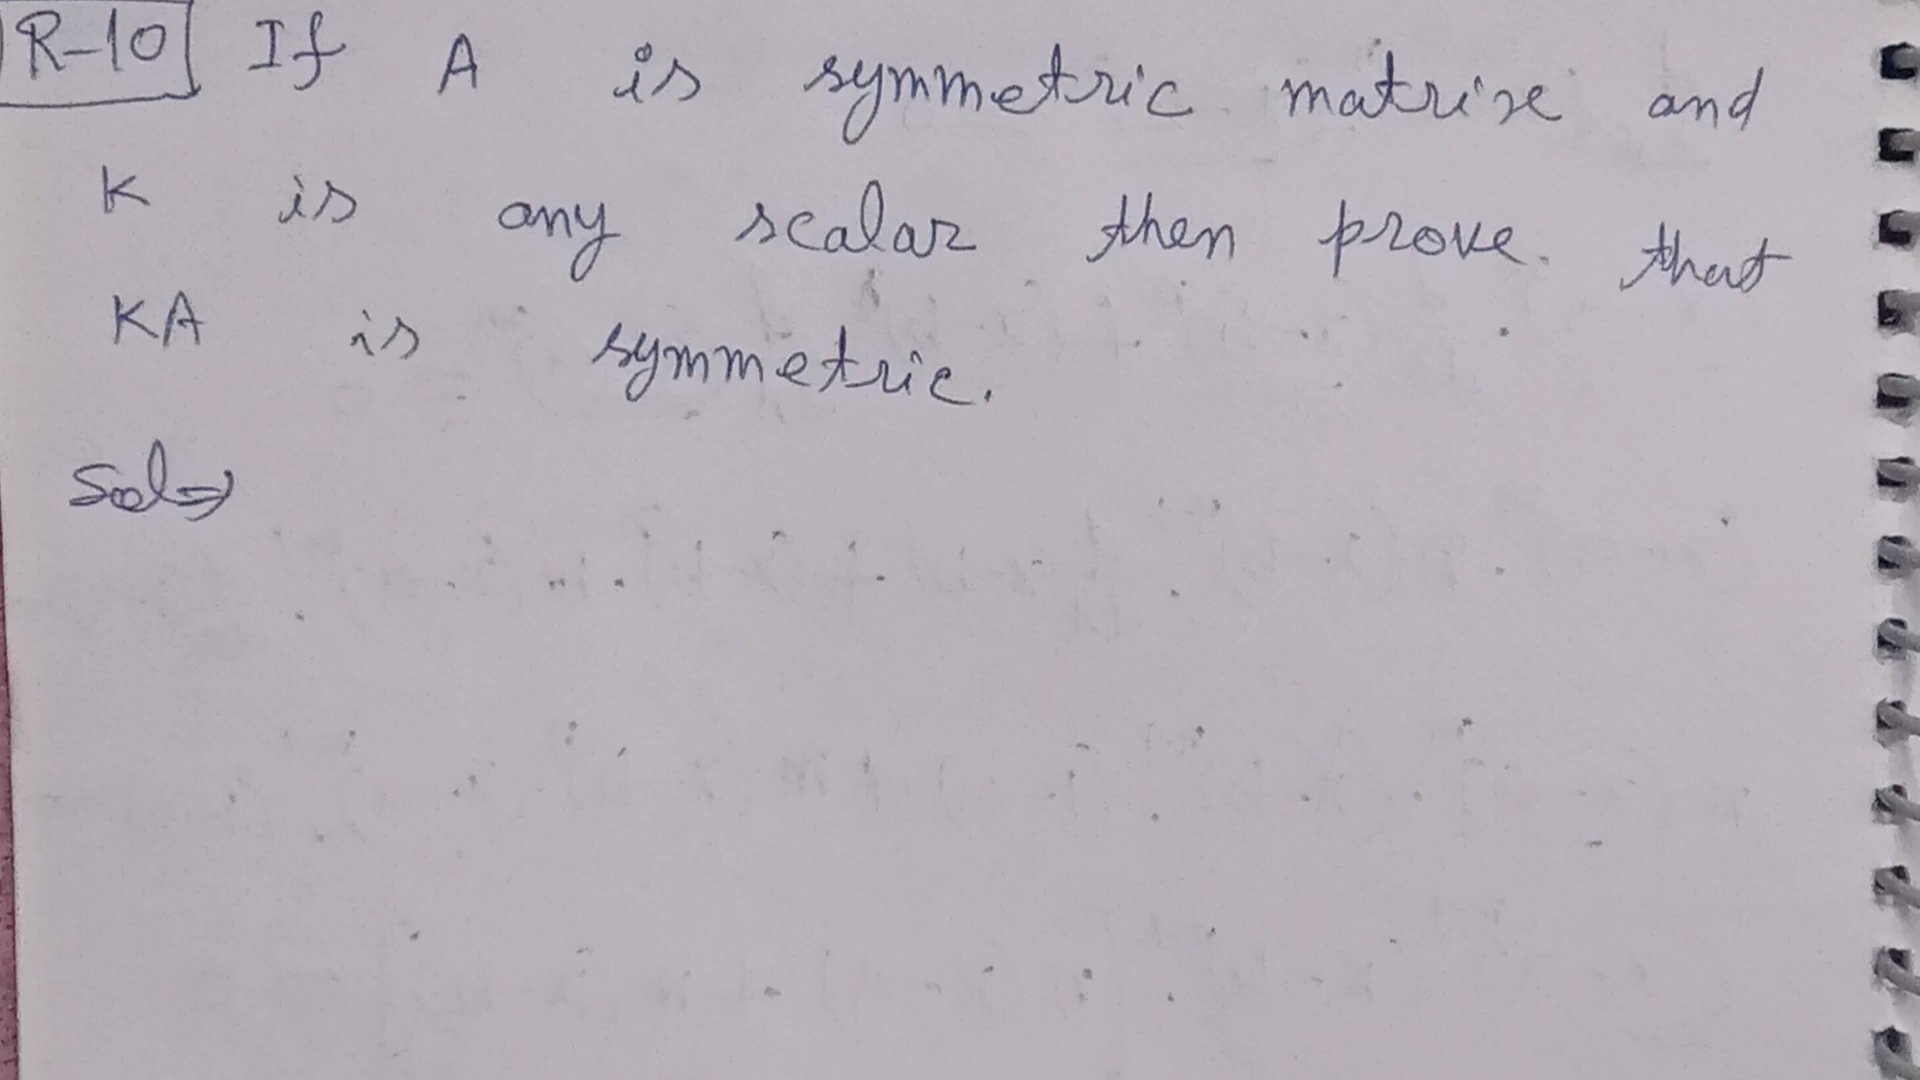 R-10 If A is symmetric matrix and
K is any scalar then prove that
KA is symmetric.
Sol⇒